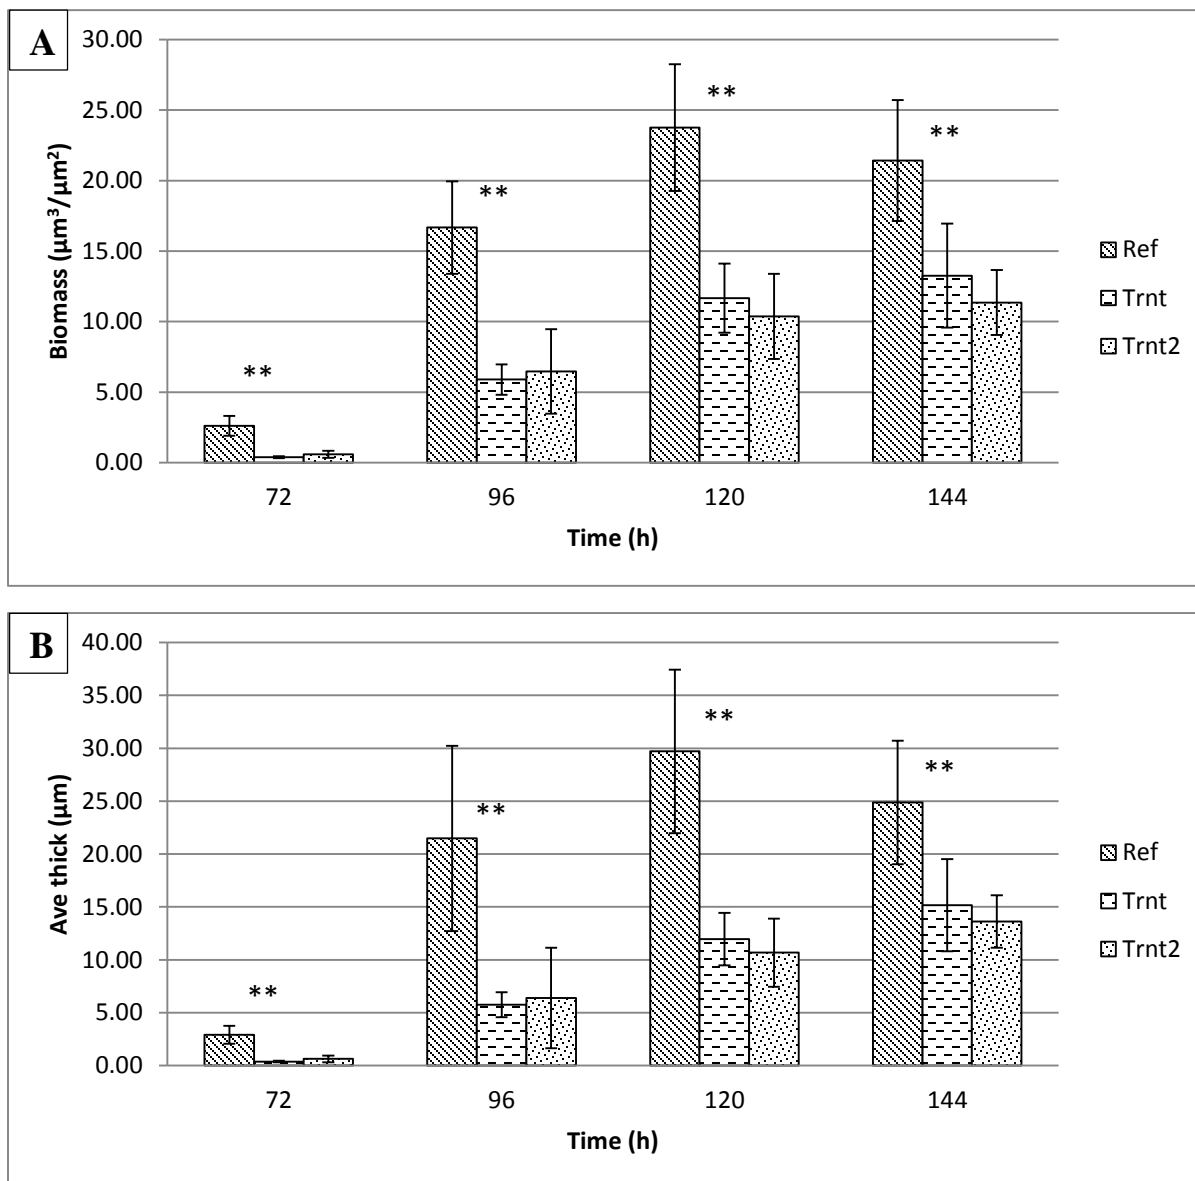 A
30.00
25.00
20.00
15.00
10.00
5.00
0.00
Biomass (µm³/µm²)
**
**
**
**
72 96 120 144
Time (h)
Ref
Trnt
Trnt2
B
40.00
35.00
30.00
25.00
20.00
15.00
10.00
5.00
0.00
Ave thick (µm)
**
**
**
**
72 96 120 144
Time (h)
Ref
Trnt
Trnt2